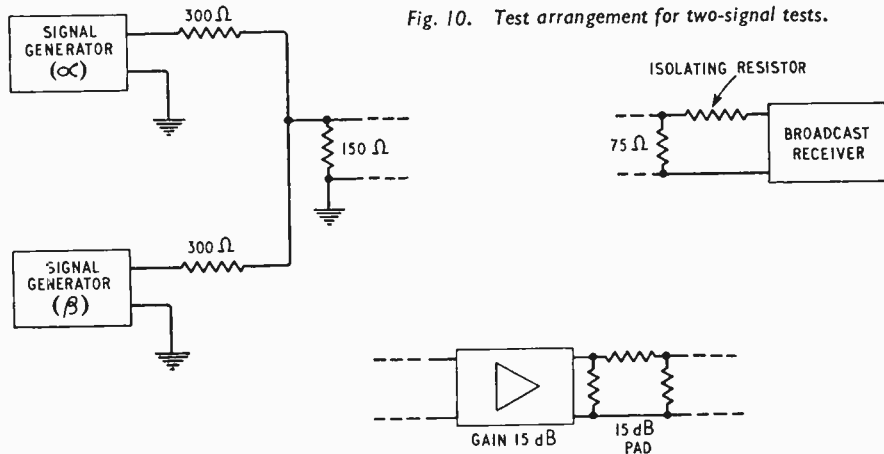 Fig. 10. Test arrangement for two-signal tests.
300 Ω
SIGNAL
GENERATOR
(∝)
150 Ω
300 Ω
SIGNAL
GENERATOR
(β)
ISOLATING RESISTOR
75 Ω
BROADCAST
RECEIVER
GAIN 15 dB
15 dB
PAD